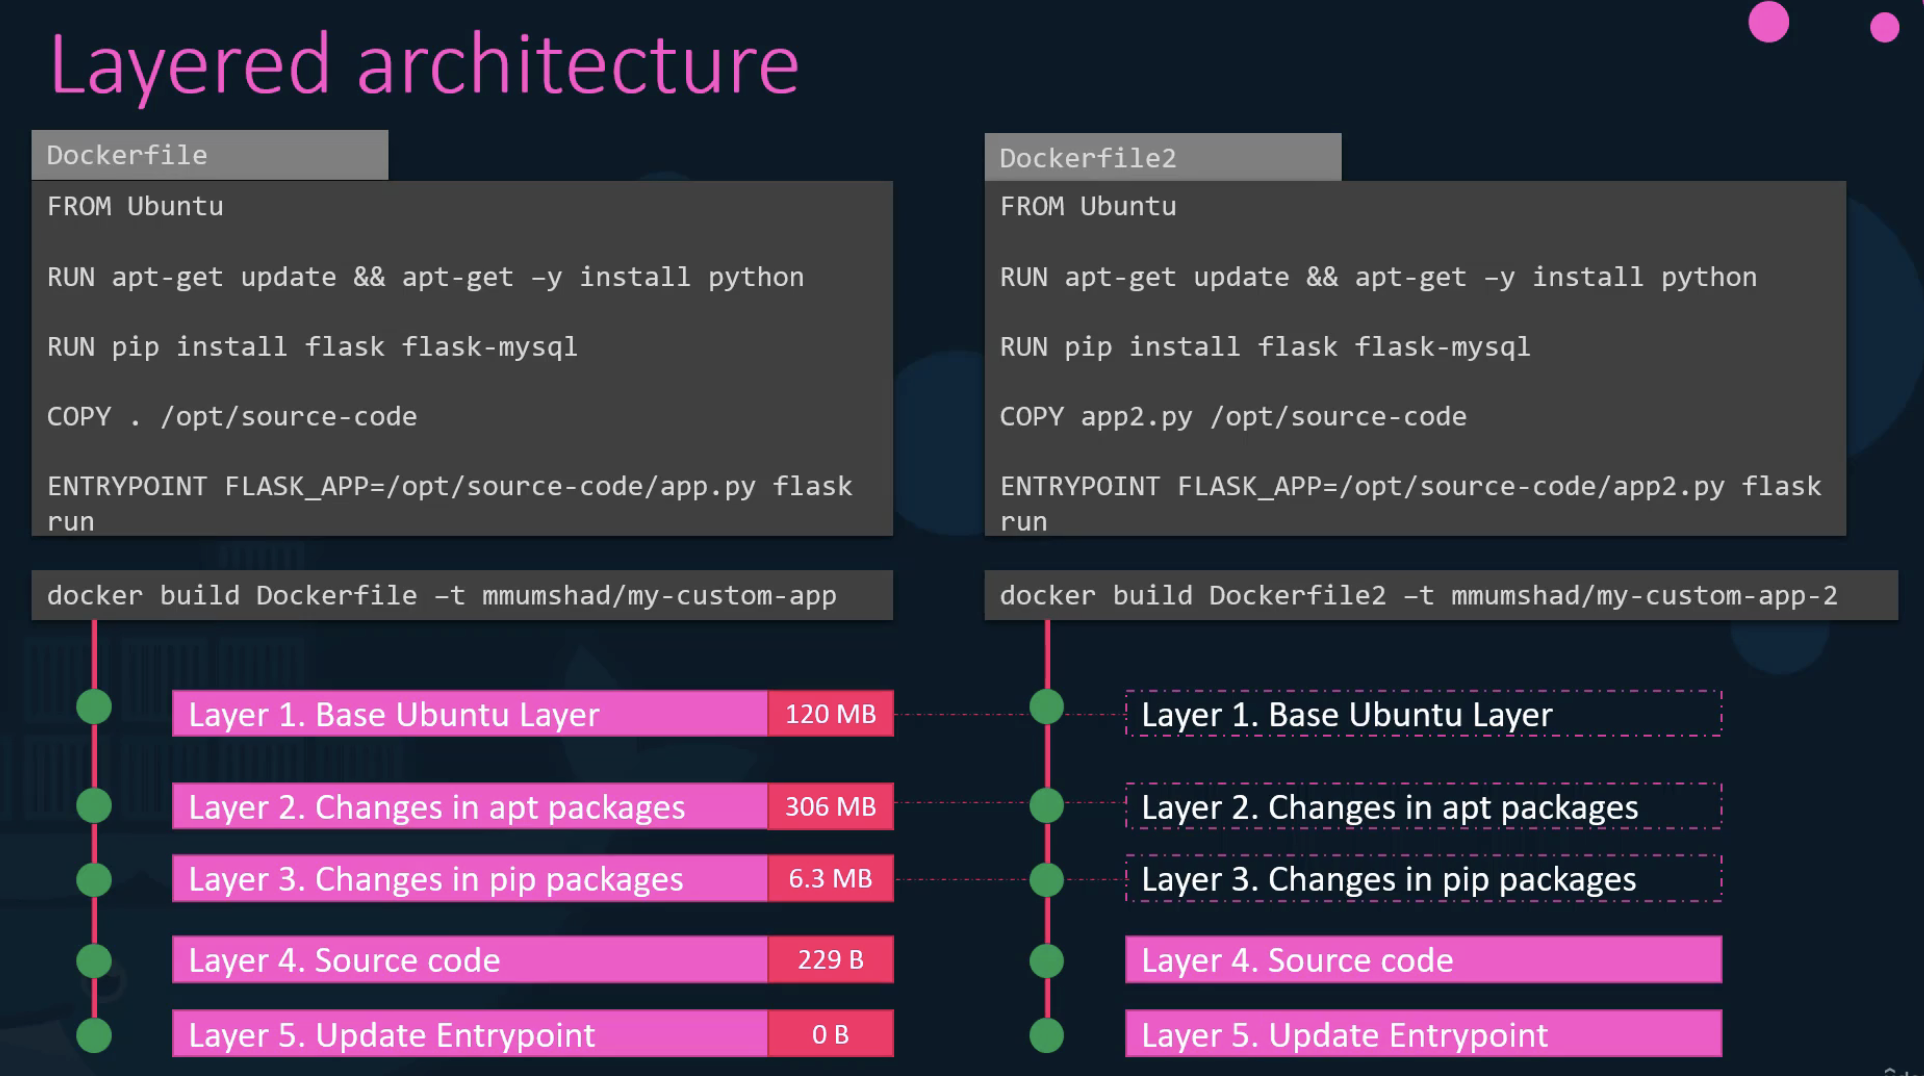 Layered architecture
Dockerfile
FROM Ubuntu
RUN apt-get update && apt-get –y install python
RUN pip install flask flask-mysql
COPY . /opt/source-code
ENTRYPOINT FLASK_APP=/opt/source-code/app.py flask
run
docker build Dockerfile –t mmumshad/my-custom-app
Layer 1. Base Ubuntu Layer 120 MB
Layer 2. Changes in apt packages 306 MB
Layer 3. Changes in pip packages 6.3 MB
Layer 4. Source code 229 B
Layer 5. Update Entrypoint 0 B
Dockerfile2
FROM Ubuntu
RUN apt-get update && apt-get –y install python
RUN pip install flask flask-mysql
COPY app2.py /opt/source-code
ENTRYPOINT FLASK_APP=/opt/source-code/app2.py flask
run
docker build Dockerfile2 –t mmumshad/my-custom-app-2
Layer 1. Base Ubuntu Layer
Layer 2. Changes in apt packages
Layer 3. Changes in pip packages
Layer 4. Source code
Layer 5. Update Entrypoint